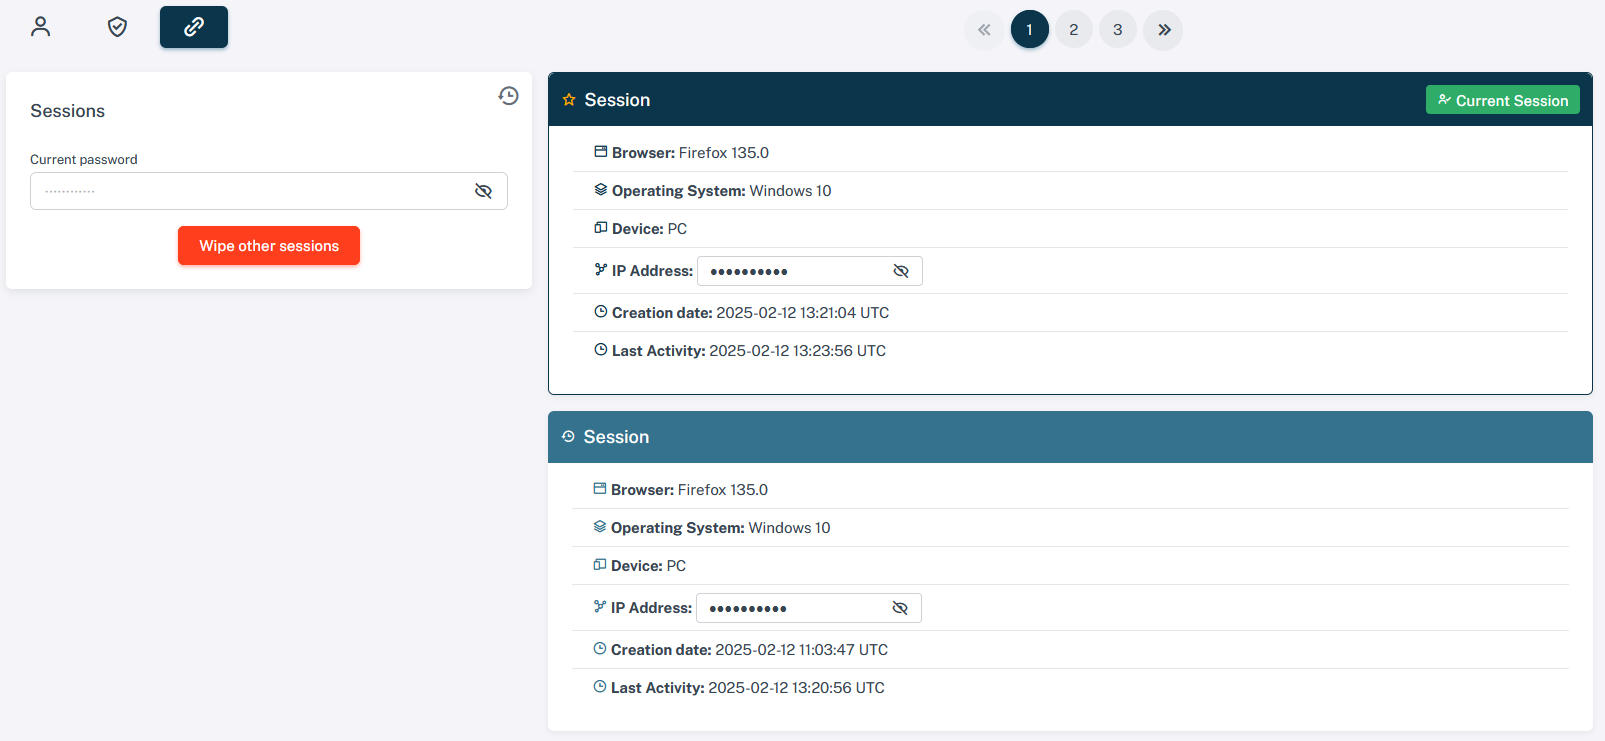 1 2 3
Sessions
Current password
Wipe other sessions
Session
Current Session
Browser: Firefox 135.0
Operating System: Windows 10
Device: PC
IP Address: ••••••••••
Creation date: 2025-02-12 13:21:04 UTC
Last Activity: 2025-02-12 13:23:56 UTC
Session
Browser: Firefox 135.0
Operating System: Windows 10
Device: PC
IP Address: ••••••••••
Creation date: 2025-02-12 11:03:47 UTC
Last Activity: 2025-02-12 13:20:56 UTC